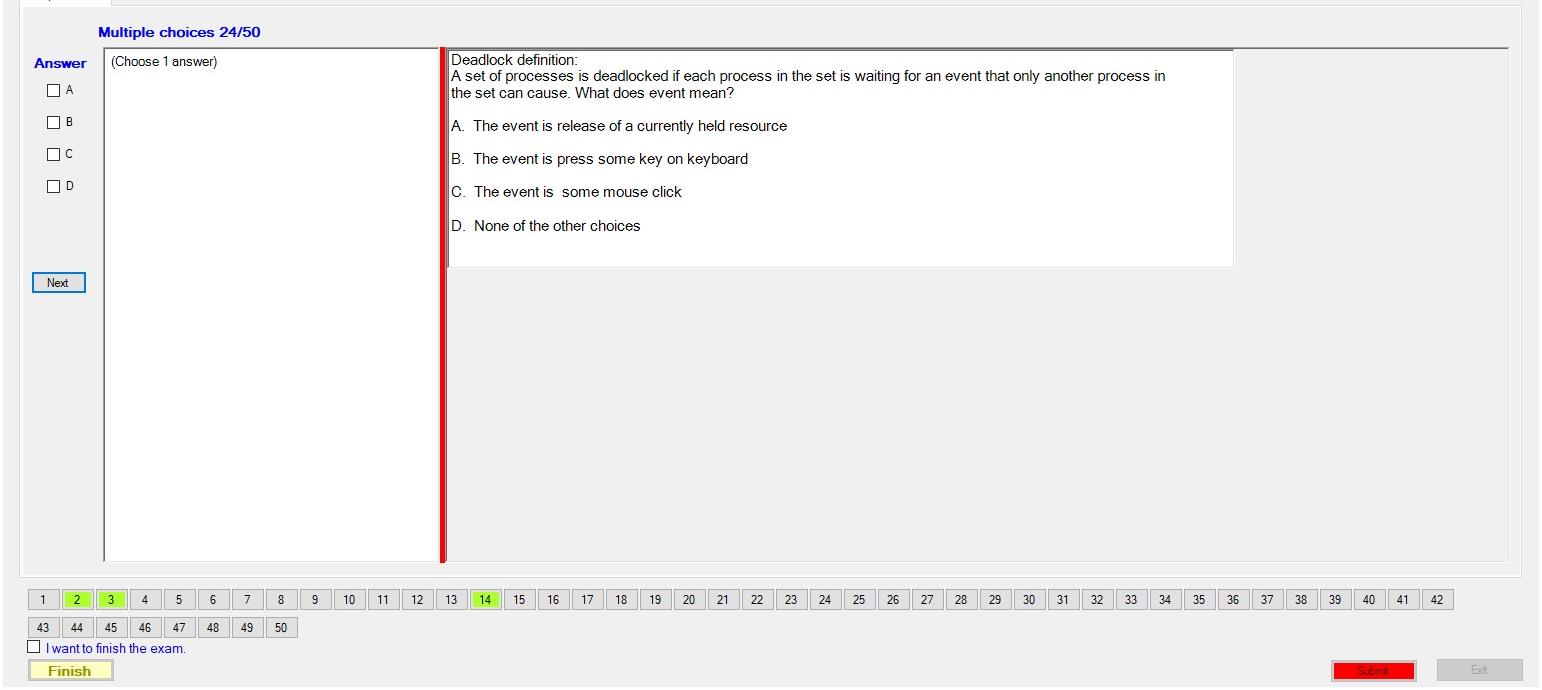 Multiple choices 24/50
Answer
(Choose 1 answer)
A
B
C
D
Next
Deadlock definition:
A set of processes is deadlocked if each process in the set is waiting for an event that only another process in
the set can cause. What does event mean?
A. The event is release of a currently held resource
B. The event is press some key on keyboard
C. The event is some mouse click
D. None of the other choices
1 2 3 4 5 6 7 8 9 10 11 12 13 14 15 16 17 18 19 20 21 22 23 24 25 26 27 28 29 30 31 32 33 34 35 36 37 38 39 40 41 42
43 44 45 46 47 48 49 50
I want to finish the exam.
Finish
Submit
Exit